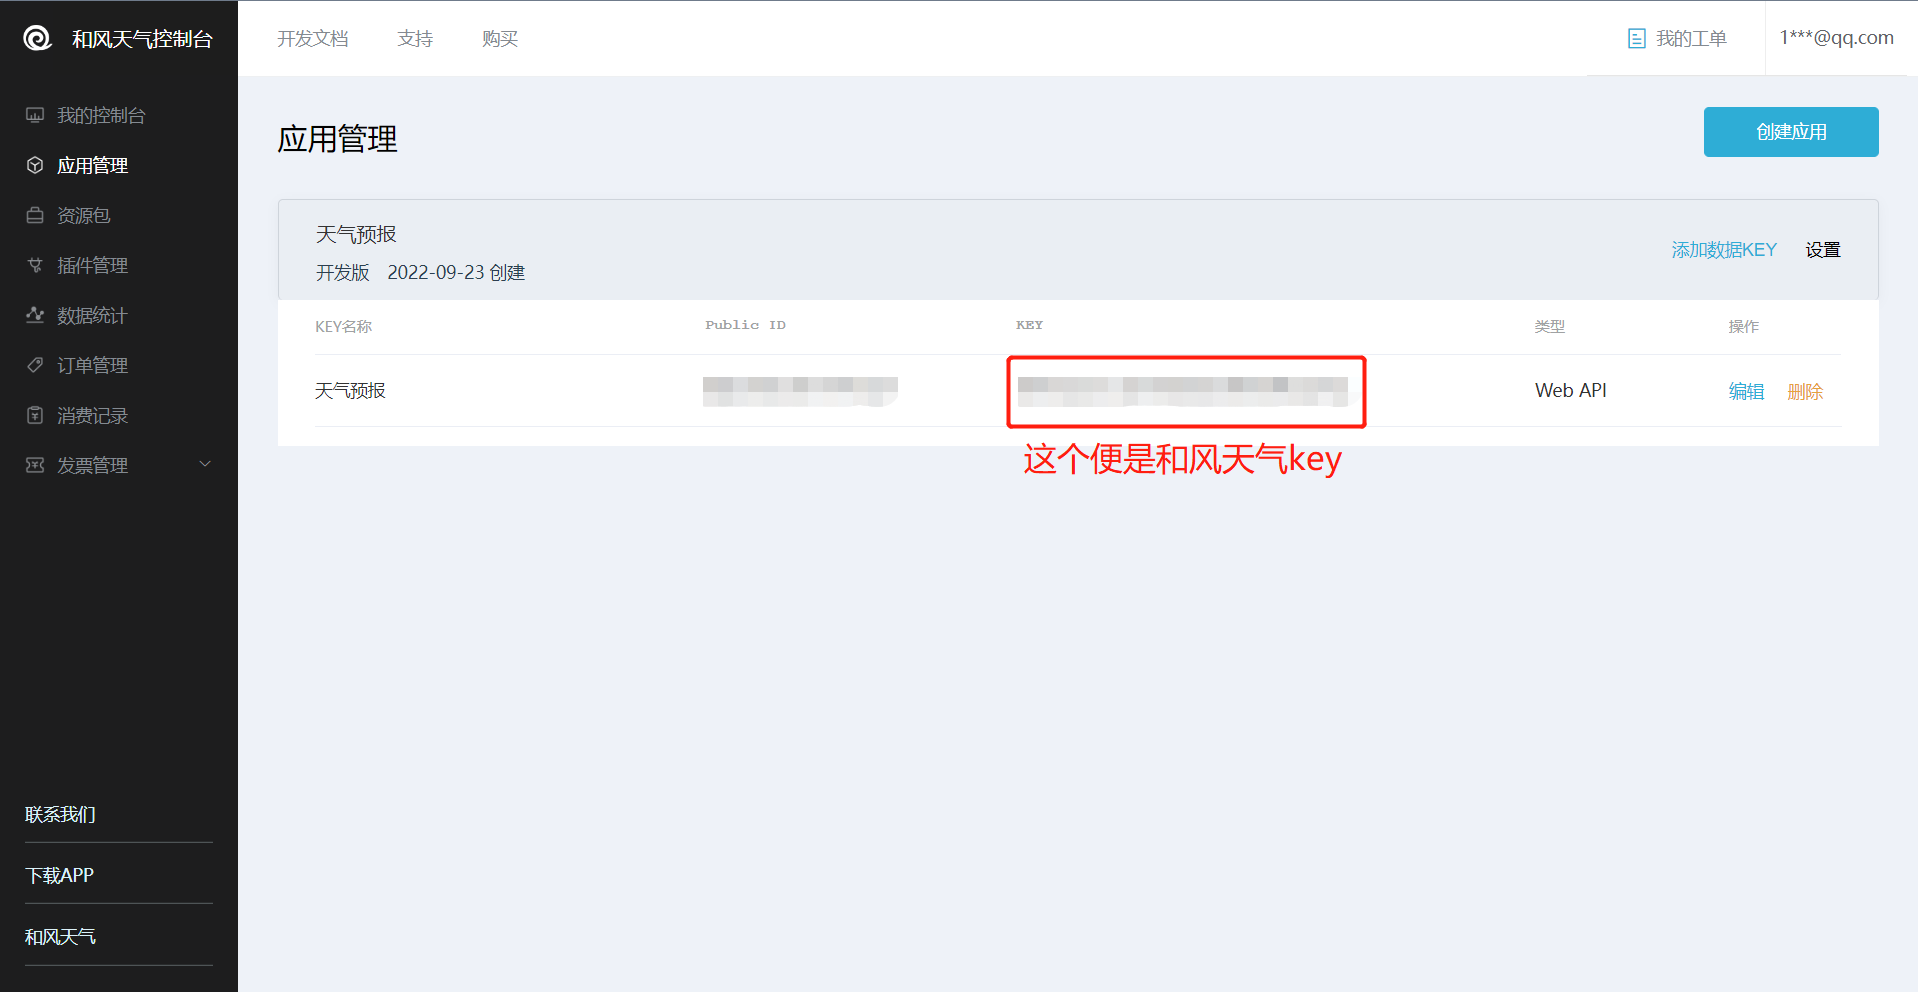 和风天气控制台
开发文档 支持 购买
我的工单 1***@qq.com
我的控制台
应用管理
资源包
插件管理
数据统计
订单管理
消费记录
发票管理
联系我们
下载APP
和风天气
应用管理
创建应用
天气预报
开发版 2022-09-23 创建
添加数据KEY 设置
KEY名称 Public ID KEY 类型 操作
天气预报 Web API 编辑 删除
这个便是和风天气key